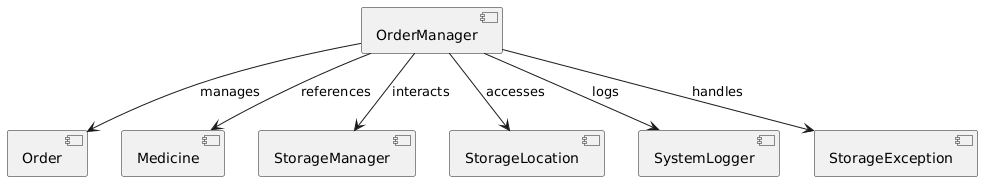 OrderManager
manages
references
interacts
accesses
logs
handles
Order
Medicine
StorageManager
StorageLocation
SystemLogger
StorageException